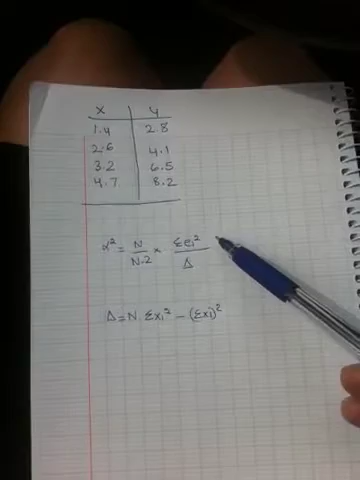 x y
1.4 2.8
2.6 4.1
3.2 6.5
4.7 8.2
α² = N/N.2 × Σei²/Δ
Δ = N Σxi² - (Σxi)²